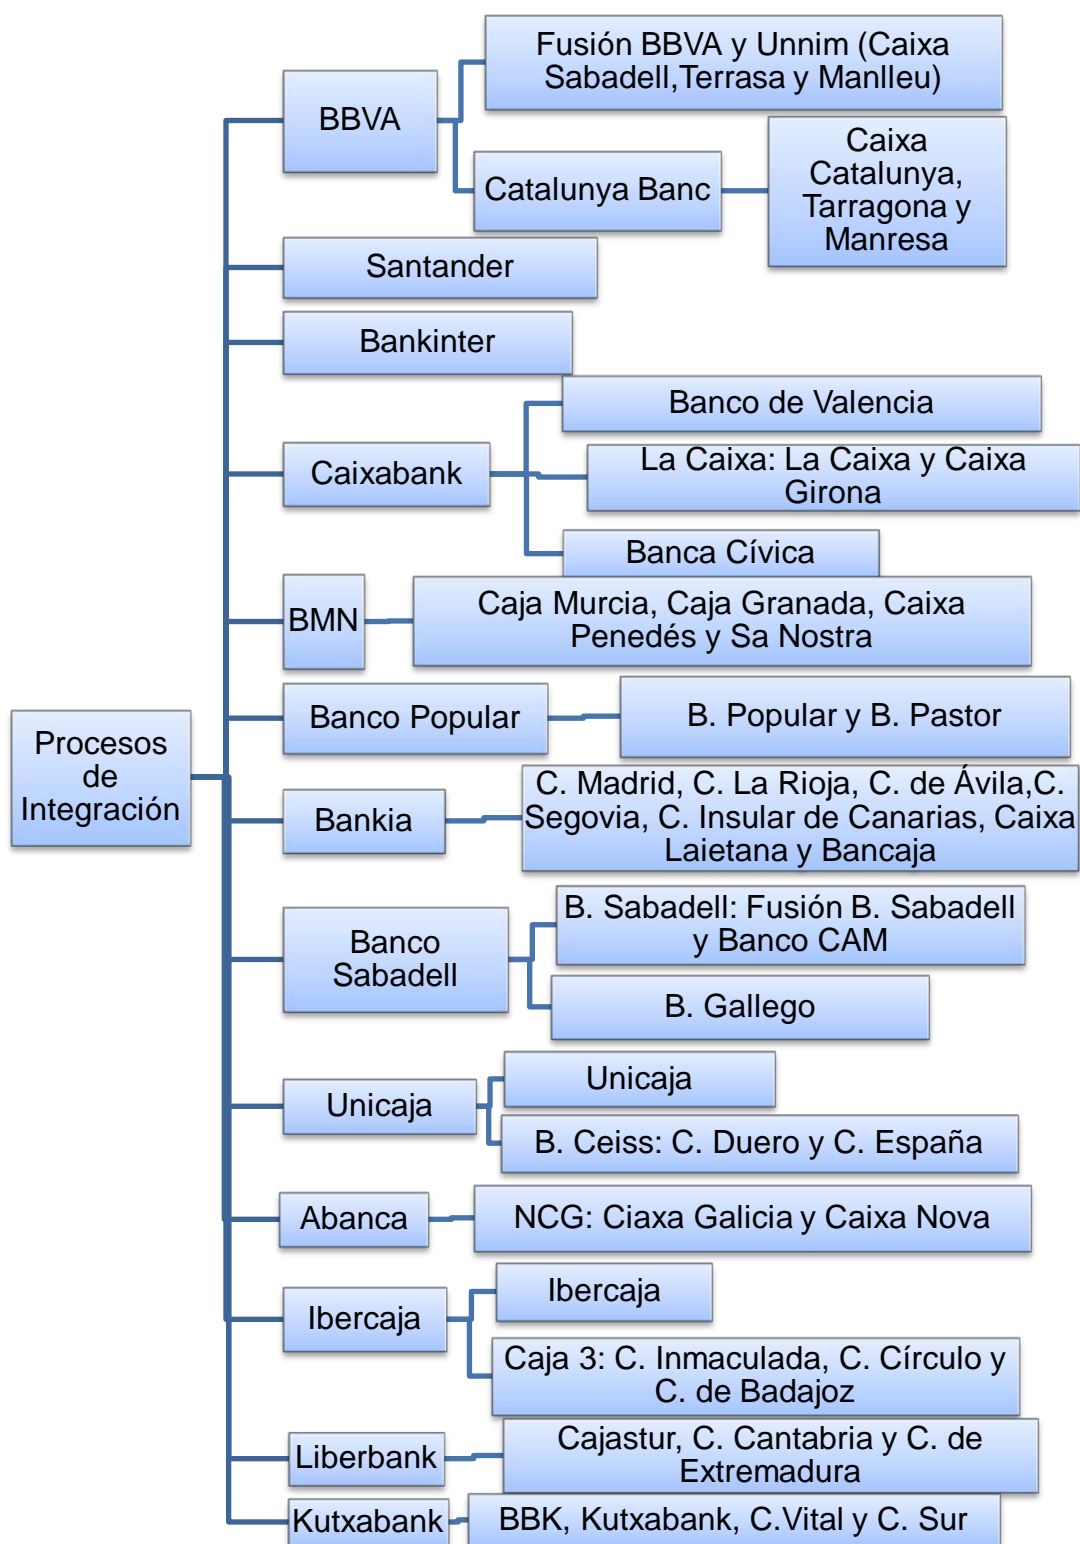 Procesos
de
Integración
BBVA
Fusión BBVA y Unnim (Caixa
Sabadell,Terrasa y Manlleu)
Catalunya Banc
Caixa
Catalunya,
Tarragona y
Manresa
Santander
Bankinter
Caixabank
Banco de Valencia
La Caixa: La Caixa y Caixa
Girona
Banca Cívica
BMN
Caja Murcia, Caja Granada, Caixa
Penedés y Sa Nostra
Banco Popular
B. Popular y B. Pastor
Bankia
C. Madrid, C. La Rioja, C. de Ávila,C.
Segovia, C. Insular de Canarias, Caixa
Laietana y Bancaja
Banco
Sabadell
B. Sabadell: Fusión B. Sabadell
y Banco CAM
B. Gallego
Unicaja
Unicaja
B. Ceiss: C. Duero y C. España
Abanca
NCG: Ciaxa Galicia y Caixa Nova
Ibercaja
Ibercaja
Caja 3: C. Inmaculada, C. Círculo y
C. de Badajoz
Liberbank
Cajastur, C. Cantabria y C. de
Extremadura
Kutxabank
BBK, Kutxabank, C.Vital y C. Sur